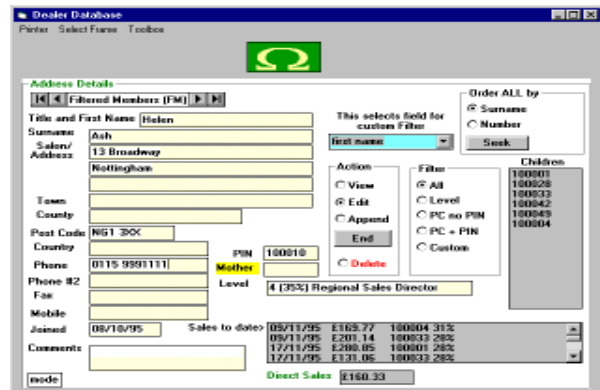 Dealer Database
Printer Select Frame Toolbox
Ω
Address Details
Filtered Members (FM)
Title and First Name Helen
Surname Ash
Salon/ Address 13 Broadway
Nottingham
Town
County
Post Code NG1 3XX
Country
Phone 0115 9991111
Phone #2
Fax
Mobile
Joined 08/10/95
Comments
mode
This selects field for custom Filter
first name
Order ALL by
Surname
Number
Seek
Action
View
Edit
Append
End
Delete
Filter
All
Level
PC no PIN
PC + PIN
Custom
Children
100001
100028
100033
100042
100049
100004
PIN 100010
Mother
Level 4 (35%) Regional Sales Director
Sales to date>
09/11/95 £169.77 100004 31%
09/11/95 £201.14 100033 28%
17/11/95 £280.85 100001 28%
17/11/95 £131.06 100033 28%
Direct Sales £160.33